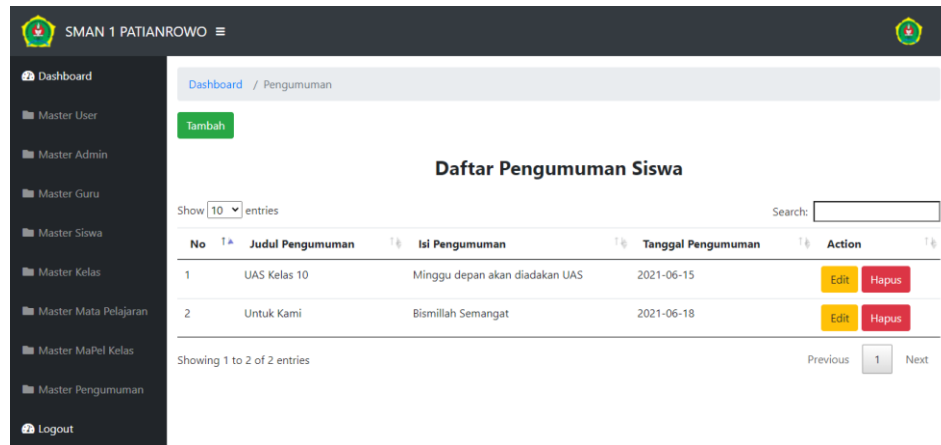 SMAN 1 PATIANROWO
Dashboard
Master User
Master Admin
Master Guru
Master Siswa
Master Kelas
Master Mata Pelajaran
Master MaPel Kelas
Master Pengumuman
Logout
Dashboard / Pengumuman
Tambah
Daftar Pengumuman Siswa
Show 10 entries Search:
No Judul Pengumuman Isi Pengumuman Tanggal Pengumuman Action
1 UAS Kelas 10 Minggu depan akan diadakan UAS 2021-06-15 Edit Hapus
2 Untuk Kami Bismillah Semangat 2021-06-18 Edit Hapus
Showing 1 to 2 of 2 entries Previous 1 Next